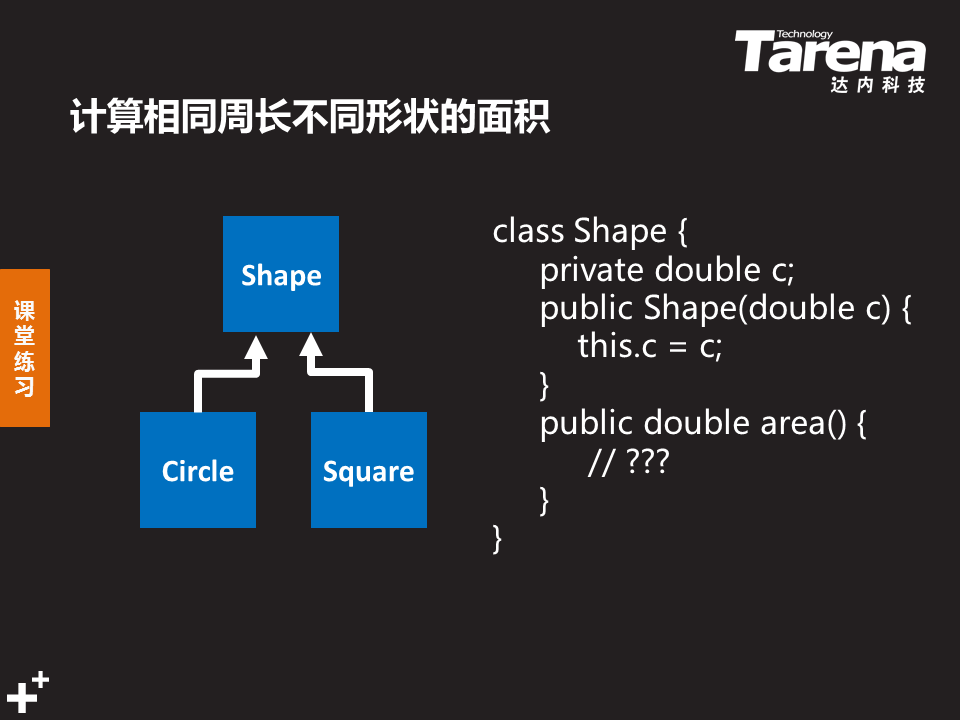 Technology
Tarena
达内科技
计算相同周长不同形状的面积
课
堂
练
习
Shape
Circle
Square
class Shape {
private double c;
public Shape(double c) {
this.c = c;
}
public double area() {
// ???
}
}